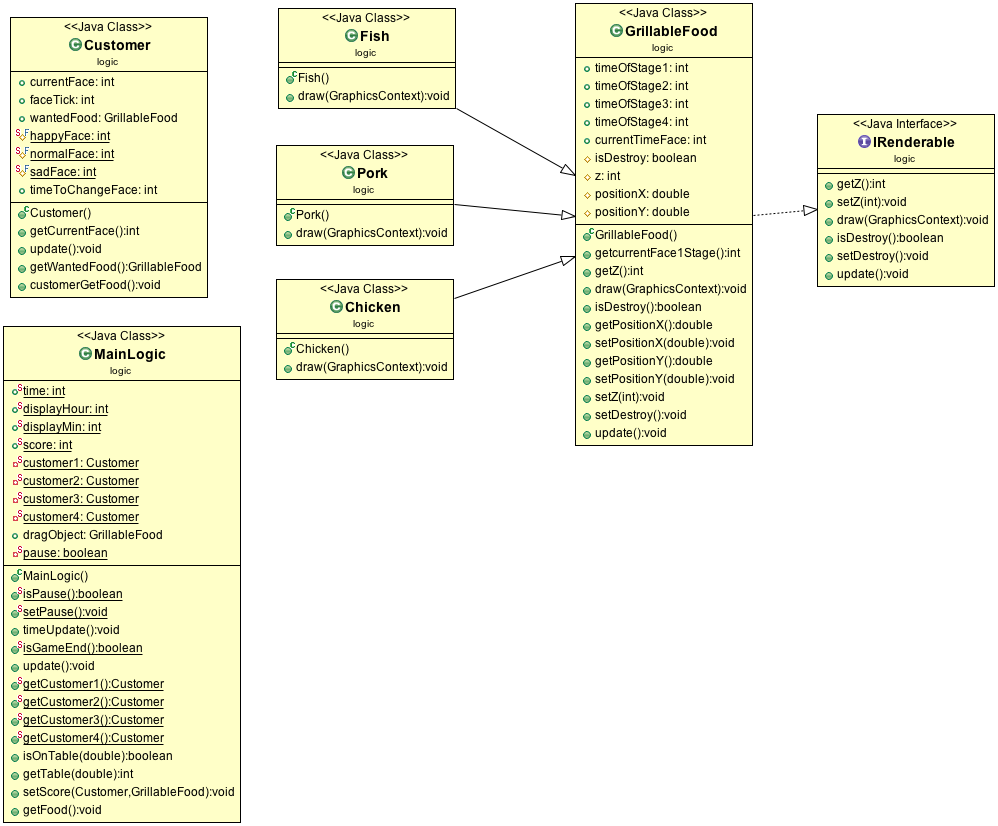 <<Java Class>>
Customer
logic
currentFace: int
faceTick: int
wantedFood: GrillableFood
happyFace: int
normalFace: int
sadFace: int
timeToChangeFace: int
Customer()
getCurrentFace():int
update():void
getWantedFood():GrillableFood
customerGetFood():void
<<Java Class>>
MainLogic
logic
time: int
displayHour: int
displayMin: int
score: int
customer1: Customer
customer2: Customer
customer3: Customer
customer4: Customer
dragObject: GrillableFood
pause: boolean
MainLogic()
isPause():boolean
setPause():void
timeUpdate():void
isGameEnd():boolean
update():void
getCustomer1():Customer
getCustomer2():Customer
getCustomer3():Customer
getCustomer4():Customer
isOnTable(double):boolean
getTable(double):int
setScore(Customer,GrillableFood):void
getFood():void
<<Java Class>>
Fish
logic
Fish()
draw(GraphicsContext):void
<<Java Class>>
Pork
logic
Pork()
draw(GraphicsContext):void
<<Java Class>>
Chicken
logic
Chicken()
draw(GraphicsContext):void
<<Java Class>>
GrillableFood
logic
timeOfStage1: int
timeOfStage2: int
timeOfStage3: int
timeOfStage4: int
currentTimeFace: int
isDestroy: boolean
z: int
positionX: double
positionY: double
GrillableFood()
getcurrentFace1Stage():int
getZ():int
draw(GraphicsContext):void
isDestroy():boolean
getPositionX():double
setPositionX(double):void
getPositionY():double
setPositionY(double):void
setZ(int):void
setDestroy():void
update():void
<<Java Interface>>
IRenderable
logic
getZ():int
setZ(int):void
draw(GraphicsContext):void
isDestroy():boolean
setDestroy():void
update():void